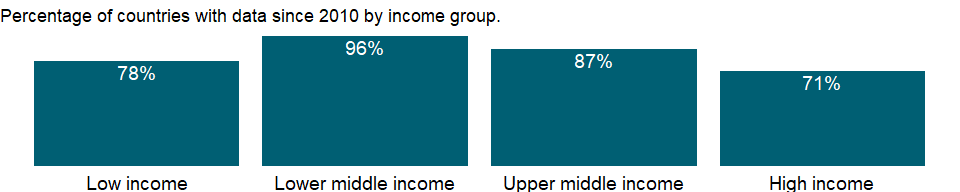 Percentage of countries with data since 2010 by income group.
78%
96%
87%
71%
Low income
Lower middle income
Upper middle income
High income